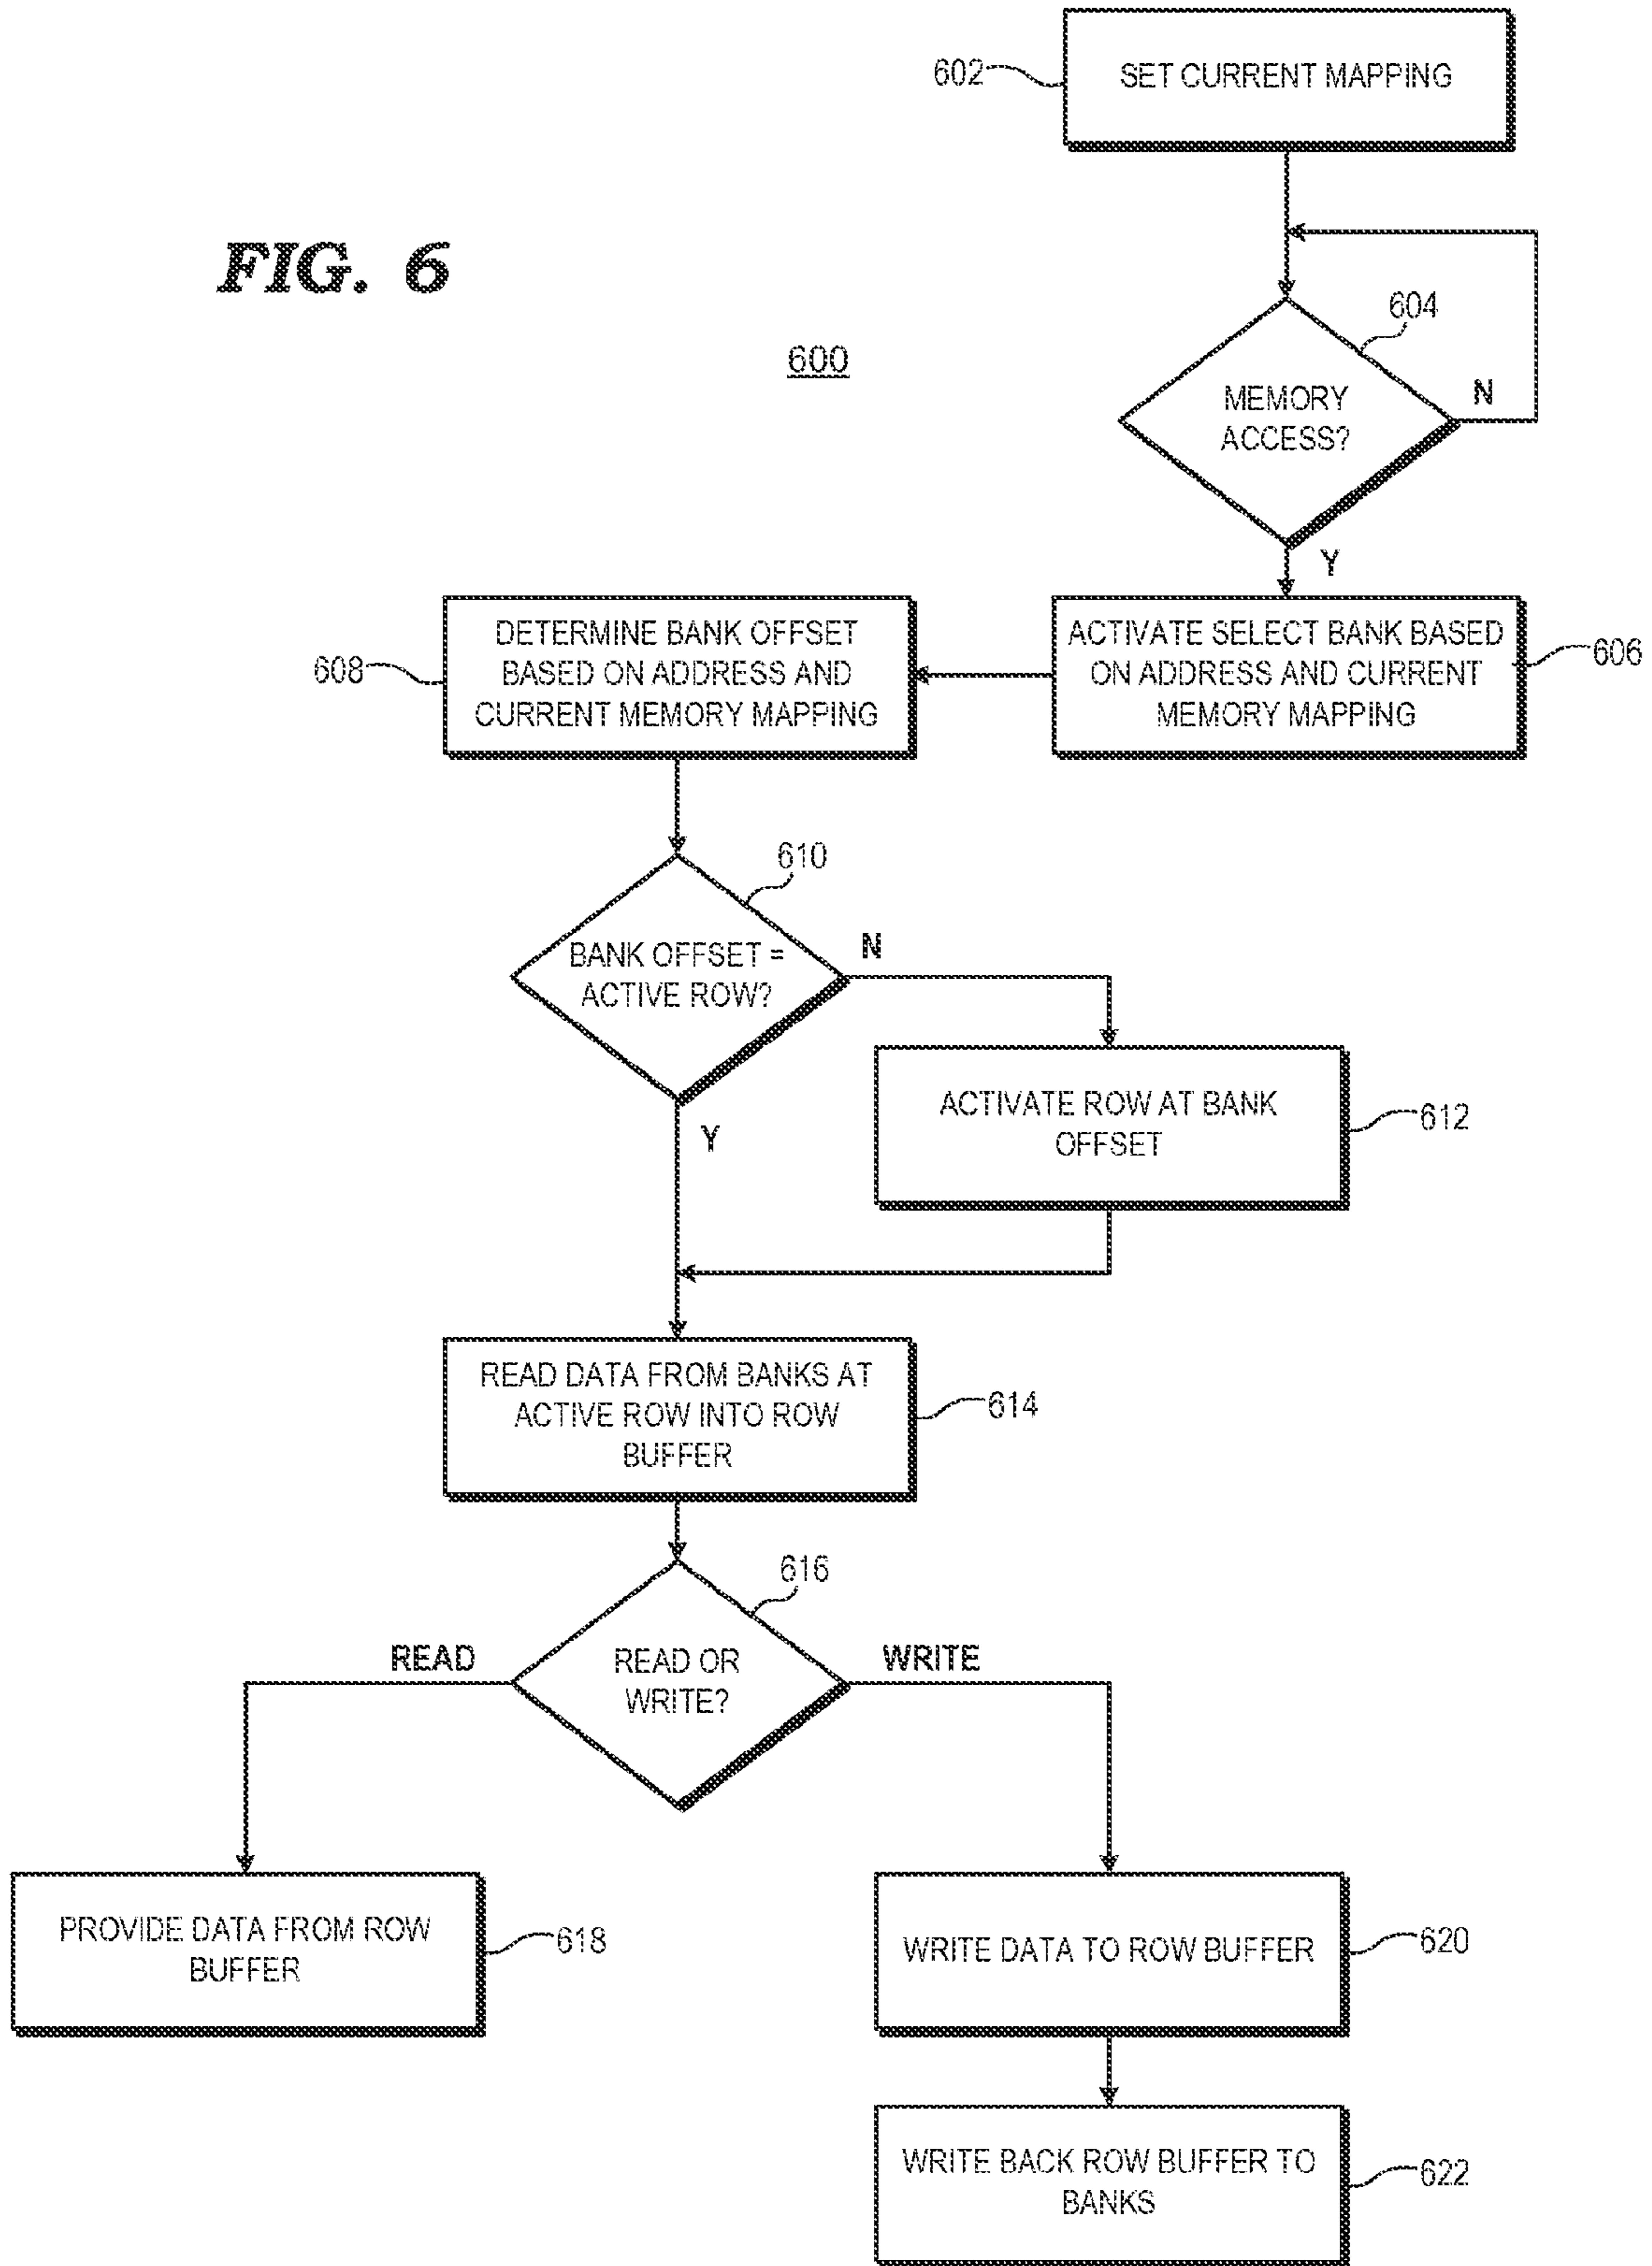 602
SET CURRENT MAPPING
FIG. 6
600
604
MEMORY
ACCESS?
N
Y
608
DETERMINE BANK OFFSET
BASED ON ADDRESS AND
CURRENT MEMORY MAPPING
ACTIVATE SELECT BANK BASED
ON ADDRESS AND CURRENT
MEMORY MAPPING
606
610
BANK OFFSET =
ACTIVE ROW?
N
Y
ACTIVATE ROW AT BANK
OFFSET
612
READ DATA FROM BANKS AT
ACTIVE ROW INTO ROW
BUFFER
614
616
READ OR
WRITE?
READ
WRITE
PROVIDE DATA FROM ROW
BUFFER
618
WRITE DATA TO ROW BUFFER
620
WRITE BACK ROW BUFFER TO
BANKS
622